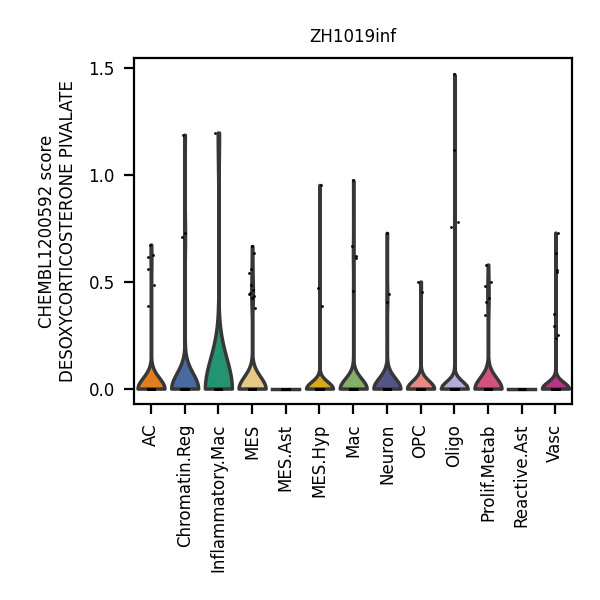 ZH1019inf
CHEMBL1200592 score
DESOXYCORTICOSTERONE PIVALATE
1.5
1.0
0.5
0.0
AC
Chromatin.Reg
Inflammatory.Mac
MES
MES.Ast
MES.Hyp
Mac
Neuron
OPC
Oligo
Prolif.Metab
Reactive.Ast
Vasc